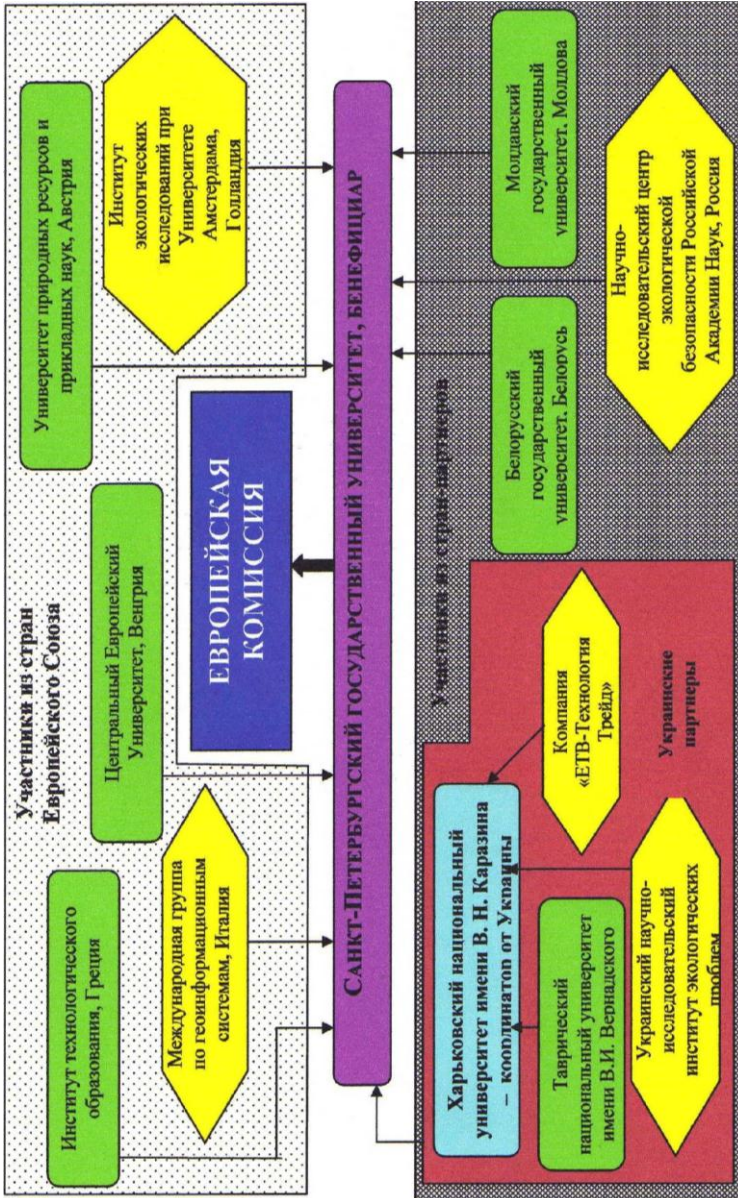 Участники из стран
Европейского Союза
Институт технологического
образования, Греция
Центральный Европейский
Университет, Венгрия
Университет природных ресурсов и
прикладных наук, Австрия
Международная группа
по геоинформационным
системам, Италия
Институт
экологических
исследований при
Университете
Амстердама,
Голландия
ЕВРОПЕЙСКАЯ
КОМИССИЯ
САНКТ-ПЕТЕРБУРГСКИЙ ГОСУДАРСТВЕННЫЙ УНИВЕРСИТЕТ, БЕНЕФИЦИАР
Участники из стран-партнеров
Харьковский национальный
университет имени В. Н. Каразина
– координатор от Украины
Компания
«ЕТВ-Технология
Трейд»
Белорусский
государственный
университет. Белорусь
Молдавский
государственный
университет. Молдова
Таврический
национальный университет
имени В.И. Вернадского
Украинский научно-
исследовательский
институт экологических
проблем
Украинские
партнеры
Научно-
исследовательский центр
экологической
безопасности Российской
Академии Наук, Россия